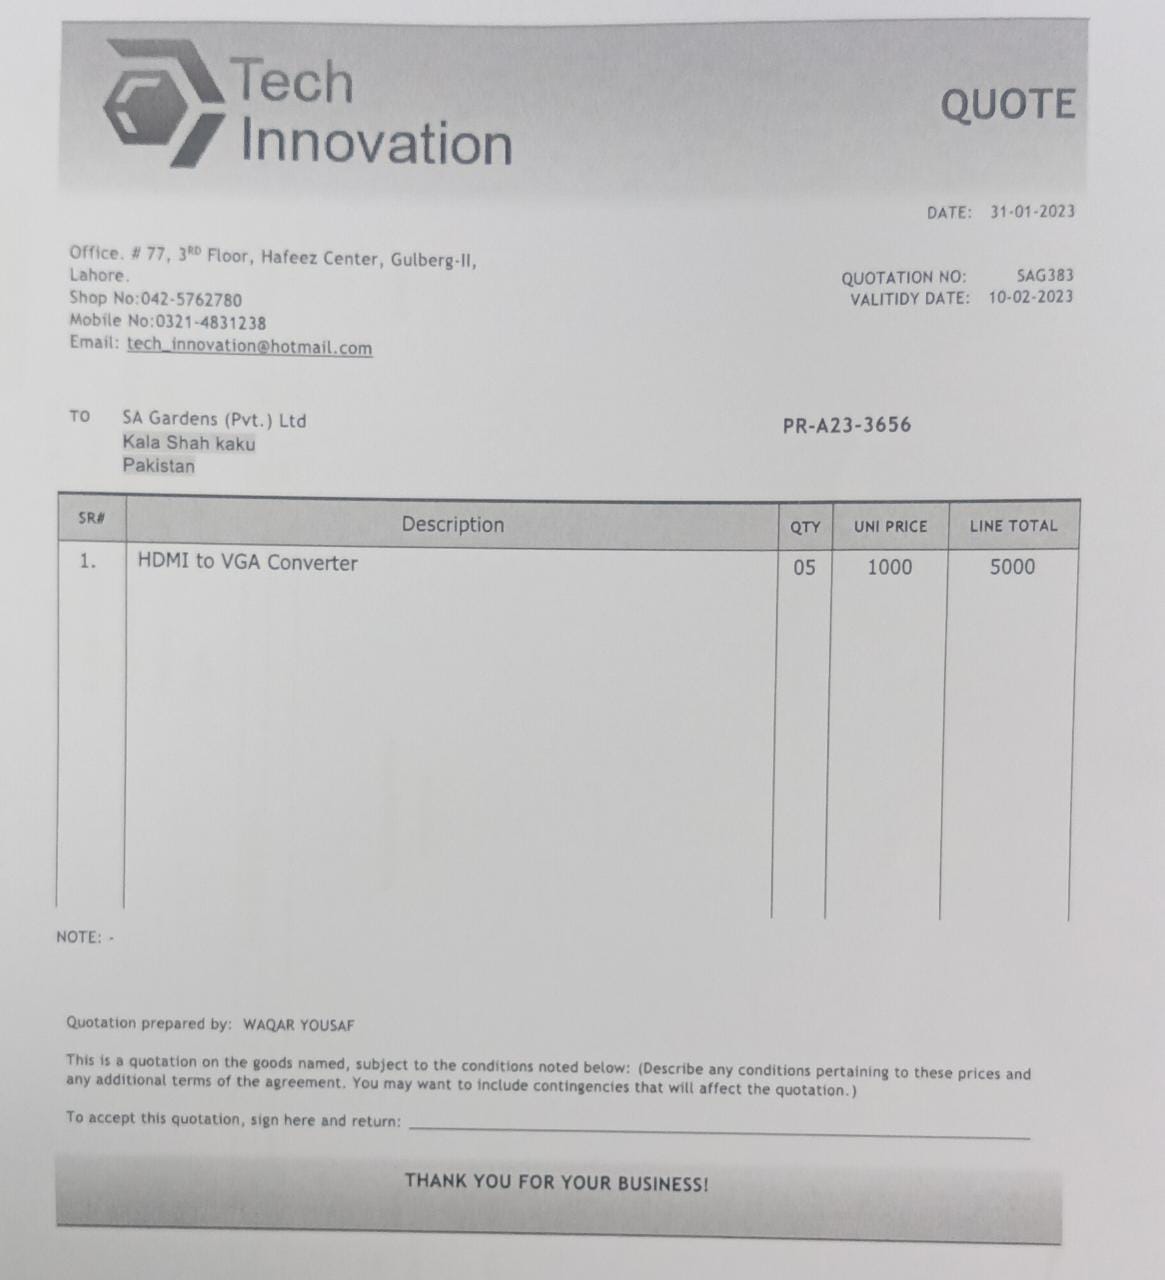 Tech
Innovation
QUOTE
DATE: 31-01-2023
Office. # 77, 3RD Floor, Hafeez Center, Gulberg-II,
Lahore.
Shop No:042-5762780
Mobile No:0321-4831238
Email: tech_innovation@hotmail.com
QUOTATION NO: SAG383
VALITIDY DATE: 10-02-2023
TO SA Gardens (Pvt.) Ltd
Kala Shah kaku
Pakistan
PR-A23-3656
SR# Description QTY UNI PRICE LINE TOTAL
1. HDMI to VGA Converter 05 1000 5000
NOTE: -
Quotation prepared by: WAQAR YOUSAF
This is a quotation on the goods named, subject to the conditions noted below: (Describe any conditions pertaining to these prices and
any additional terms of the agreement. You may want to include contingencies that will affect the quotation.)
To accept this quotation, sign here and return:
THANK YOU FOR YOUR BUSINESS!